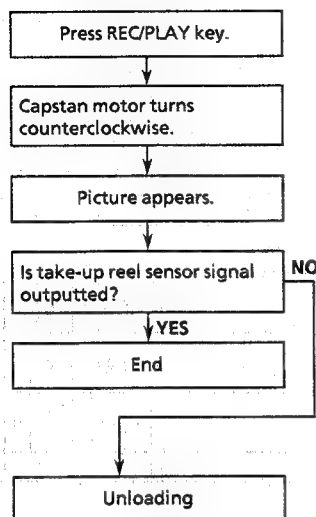 Press REC/PLAY key.
Capstan motor turns
counterclockwise.
Picture appears.
Is take-up reel sensor signal
outputted?
NO
YES
End
Unloading